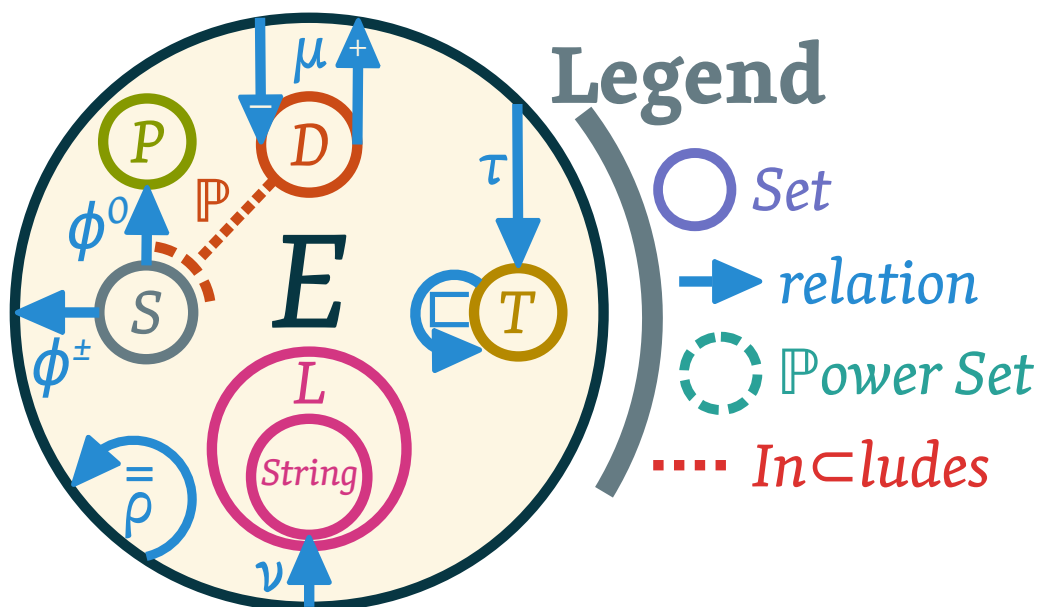 μ
−
+
Legend
P
D
τ
Set
ℙ
ϕ⁰
E
relation
S
⊏
T
ϕ±
ℙower Set
L
String
In⊂ludes
=
ρ
ν